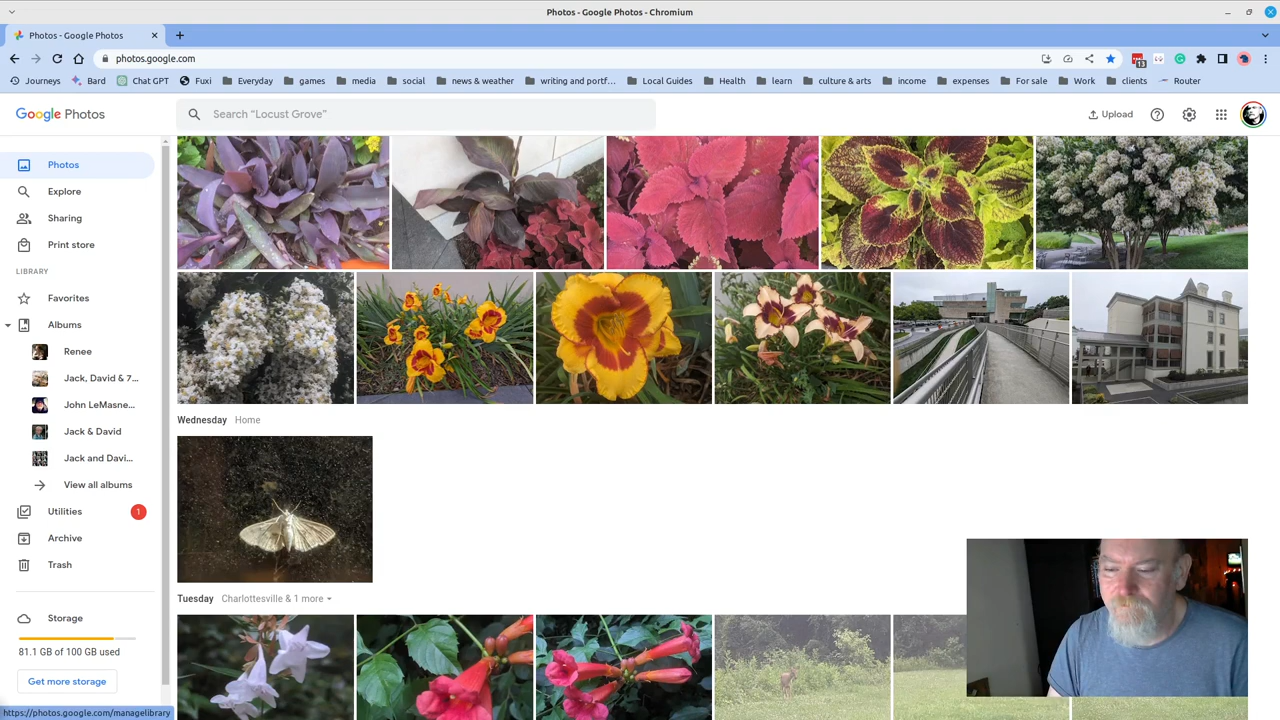 Photos - Google Photos - Chromium
Photos - Google Photos
photos.google.com
13
Journeys Bard Chat GPT Fuxi Everyday games media social news & weather writing and portf... Local Guides Health learn culture & arts income expenses For sale Work clients Router
Google Photos
Search “Locust Grove”
Upload
Photos
Explore
Sharing
Print store
LIBRARY
Favorites
Albums
Renee
Jack, David & 7...
John LeMasne...
Jack & David
Jack and Davi...
View all albums
Utilities 1
Archive
Trash
Storage
81.1 GB of 100 GB used
Get more storage
Wednesday Home
Tuesday Charlottesville & 1 more
https://photos.google.com/managelibrary